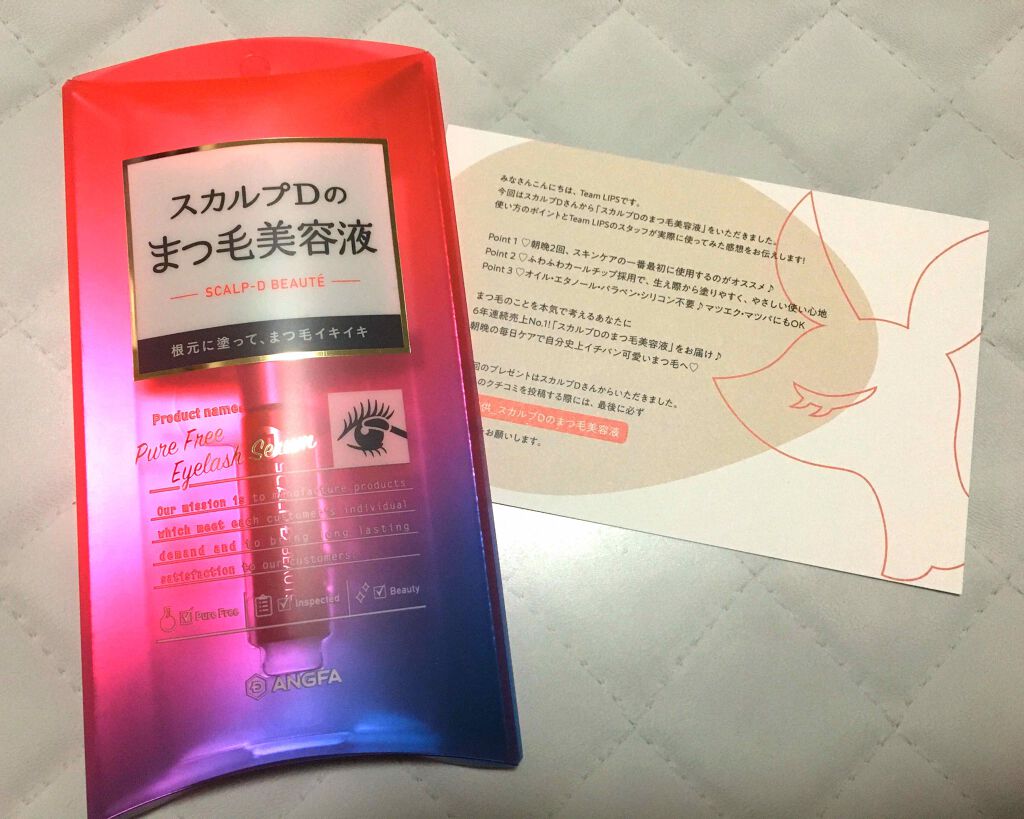 スカルプDの
まつ毛美容液
SCALP-D BEAUTÉ
根元に塗って、まつ毛イキイキ
Product name:
Pure Free
Eyelash Serum
Our mission is to manufacture products
which meet each customer's individual
demand and to bring long lasting
satisfaction to our customers.
Pure Free
Inspected
Beauty
SCALP-D BEAUTÉ
ANGFA
みなさんこんにちは、Team LIPSです。
今回はスカルプDさんから「スカルプDのまつ毛美容液」をいただきました。
使い方のポイントとTeam LIPSのスタッフが実際に使ってみた感想をお伝えします!
Point 1 ♡朝晩2回、スキンケアの一番最初に使用するのがオススメ♪
Point 2 ♡ふわふわカールチップ採用で、生え際から塗りやすく、やさしい使い心地
Point 3 ♡オイル・エタノール・パラベン・シリコン不要♪マツエク・マツパにもOK
まつ毛のことを本気で考えるあなたに
6年連続売上No.1!「スカルプDのまつ毛美容液」をお届け♪
朝晩の毎日ケアで自分史上イチバン可愛いまつ毛へ♡
回のプレゼントはスカルプDさんからいただきました。
のクチコミを投稿する際には、最後に必ず
供_スカルプDのまつ毛美容液
お願いします。